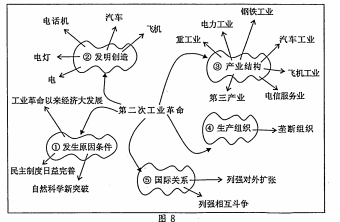 电话机
汽车
飞机
电灯
② 发明创造
电
钢铁工业
电力工业
重工业
汽车工业
③ 产业结构
飞机工业
第三产业
电信服务业
工业革命以来经济大发展
第二次工业革命
① 发生原因条件
④ 生产组织
垄断组织
民主制度日益完善
自然科学新突破
⑤ 国际关系
列强对外扩张
列强相互斗争
图 8